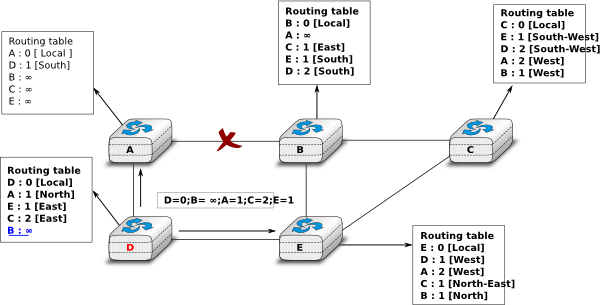 Routing table
A : 0 [ Local ]
D : 1 [South]
B : ∞
C : ∞
E : ∞
Routing table
B : 0 [Local]
A : ∞
C : 1 [East]
E : 1 [South]
D : 2 [South]
Routing table
C : 0 [Local]
E : 1 [South-West]
D : 2 [South-West]
A : 2 [West]
B : 1 [West]
A
B
C
Routing table
D : 0 [Local]
A : 1 [North]
E : 1 [East]
C : 2 [East]
B : ∞
D=0;B= ∞;A=1;C=2;E=1
D
E
Routing table
E : 0 [Local]
D : 1 [West]
A : 2 [West]
C : 1 [North-East]
B : 1 [North]